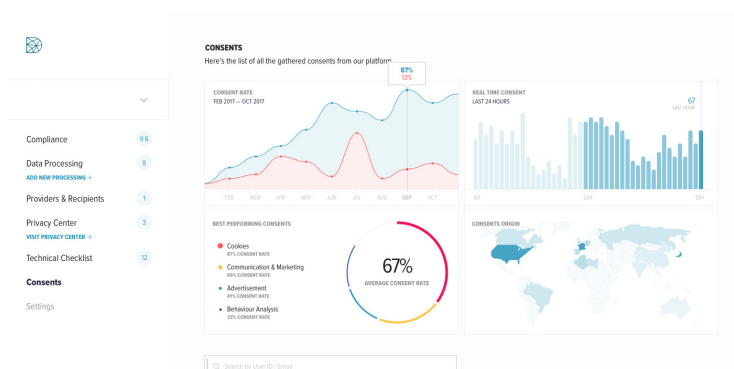 CONSENTS
Here's the list of all the gathered consents from our platform
87%
13%
CONSENT RATE
FEB 2017 — OCT 2017
FEB MAR APR MAY JUN JUL AUG SEP OCT
REAL TIME CONSENT
LAST 24 HOURS
67
LAST HOUR
6H 12H 18H
Compliance 9.6
Data Processing 8
ADD NEW PROCESSING →
Providers & Recipients 1
Privacy Center 3
VISIT PRIVACY CENTER →
Technical Checklist 12
Consents
Settings
BEST PERFORMING CONSENTS
Cookies
87% CONSENT RATE
Communication & Marketing
69% CONSENT RATE
Advertisement
41% CONSENT RATE
Behaviour Analysis
33% CONSENT RATE
67%
AVERAGE CONSENT RATE
CONSENTS ORIGIN
Search by User ID / Email